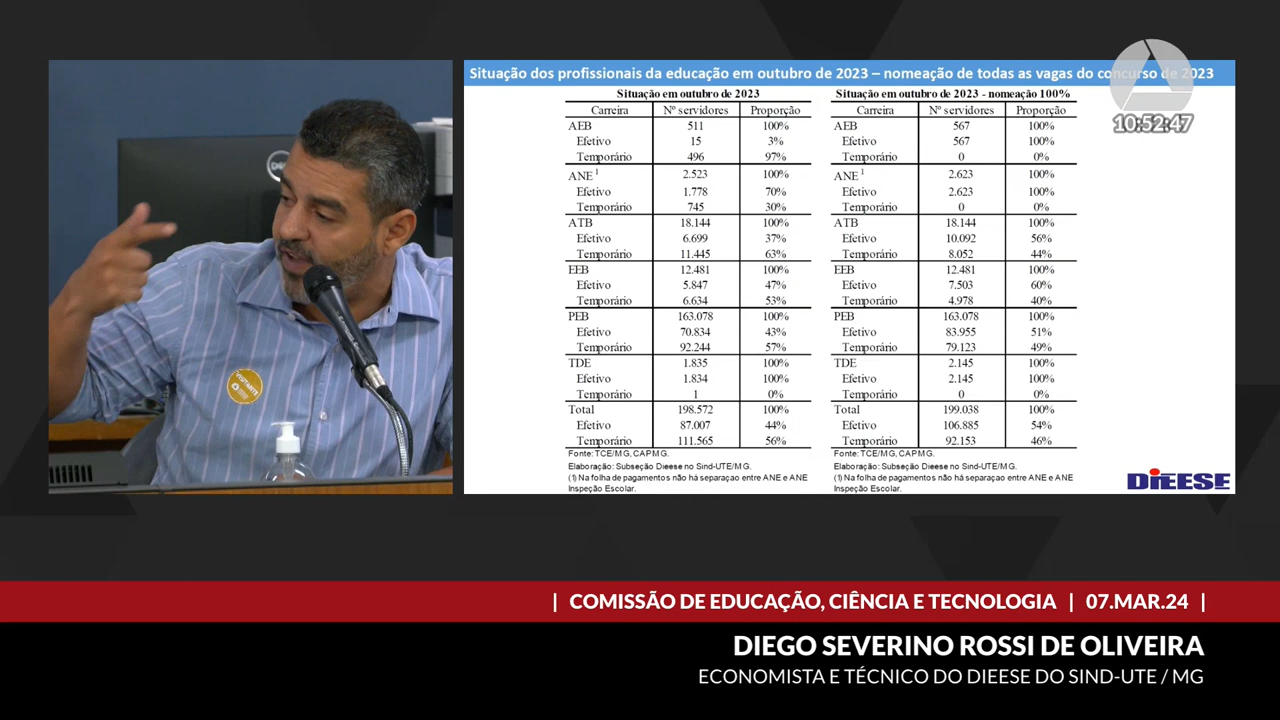 Situação dos profissionais da educação em outubro de 2023 – nomeação de todas as vagas do concurso de 2023
10:52:47
Situação em outubro de 2023
Carreira Nº servidores Proporção
AEB 511 100%
Efetivo 15 3%
Temporário 496 97%
ANE 1 2.523 100%
Efetivo 1.778 70%
Temporário 745 30%
ATB 18.144 100%
Efetivo 6.699 37%
Temporário 11.445 63%
EEB 12.481 100%
Efetivo 5.847 47%
Temporário 6.634 53%
PEB 163.078 100%
Efetivo 70.834 43%
Temporário 92.244 57%
TDE 1.835 100%
Efetivo 1.834 100%
Temporário 1 0%
Total 198.572 100%
Efetivo 87.007 44%
Temporário 111.565 56%
Fonte: TCE/MG, CAPMG.
Elaboração: Subseção Dieese no Sind-UTE/MG.
(1) Na folha de pagamentos não há separaçao entre ANE e ANE
Inspeção Escolar.
Situação em outubro de 2023 - nomeação 100%
Carreira Nº servidores Proporção
AEB 567 100%
Efetivo 567 100%
Temporário 0 0%
ANE 1 2.623 100%
Efetivo 2.623 100%
Temporário 0 0%
ATB 18.144 100%
Efetivo 10.092 56%
Temporário 8.052 44%
EEB 12.481 100%
Efetivo 7.503 60%
Temporário 4.978 40%
PEB 163.078 100%
Efetivo 83.955 51%
Temporário 79.123 49%
TDE 2.145 100%
Efetivo 2.145 100%
Temporário 0 0%
Total 199.038 100%
Efetivo 106.885 54%
Temporário 92.153 46%
Fonte: TCE/MG, CAPMG.
Elaboração: Subseção Dieese no Sind-UTE/MG.
(1) Na folha de pagamentos não há separaçao entre ANE e ANE
Inspeção Escolar.
DIEESE
VISITANTE
| COMISSÃO DE EDUCAÇÃO, CIÊNCIA E TECNOLOGIA | 07.MAR.24 |
DIEGO SEVERINO ROSSI DE OLIVEIRA
ECONOMISTA E TÉCNICO DO DIEESE DO SIND-UTE / MG